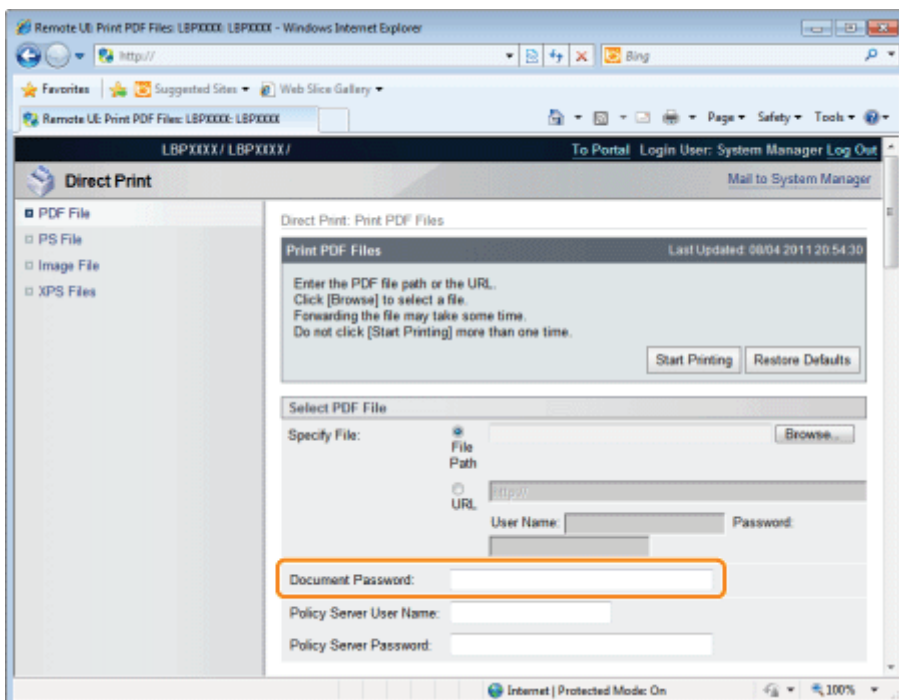 Remote UI: Print PDF Files: LBPXXXX: LBPXXXX - Windows Internet Explorer
http://
Bing
Favorites Suggested Sites Web Slice Gallery
Remote UI: Print PDF Files: LBPXXXX: LBPXXXX
Page Safety Tools
LBPXXXX/ LBPXXXX/ To Portal Login User: System Manager Log Out
Direct Print Mail to System Manager
PDF File
PS File
Image File
XPS Files
Direct Print: Print PDF Files
Print PDF Files Last Updated: 08/04 2011 20:54:30
Enter the PDF file path or the URL.
Click [Browse] to select a file.
Forwarding the file may take some time.
Do not click [Start Printing] more than one time.
Start Printing Restore Defaults
Select PDF File
Specify File: File Path Browse...
URL http://
User Name: Password:
Document Password:
Policy Server User Name:
Policy Server Password:
Internet | Protected Mode: On 100%